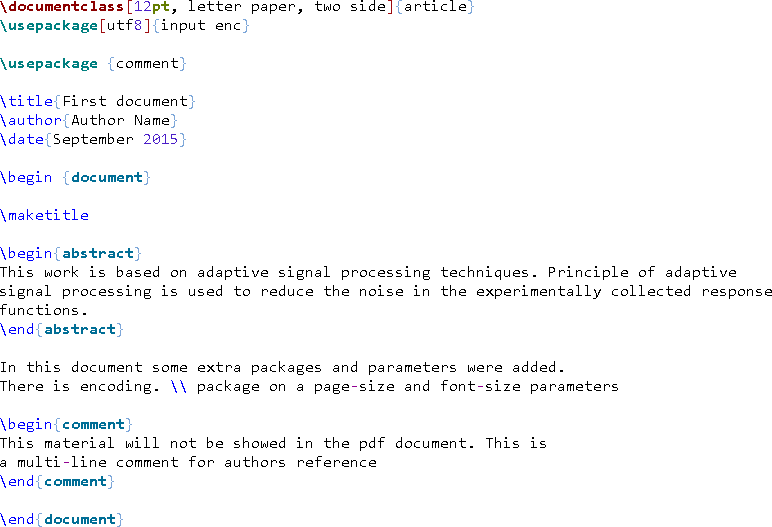 \documentclass[12pt, letter paper, two side]{article}
\usepackage[utf8]{input enc}
\usepackage {comment}
\title{First document}
\author{Author Name}
\date{September 2015}
\begin {document}
\maketitle
\begin{abstract}
This work is based on adaptive signal processing techniques. Principle of adaptive
signal processing is used to reduce the noise in the experimentally collected response
functions.
\end{abstract}
In this document some extra packages and parameters were added.
There is encoding. \\ package on a page-size and font-size parameters
\begin{comment}
This material will not be showed in the pdf document. This is
a multi-line comment for authors reference
\end{comment}
\end{document}